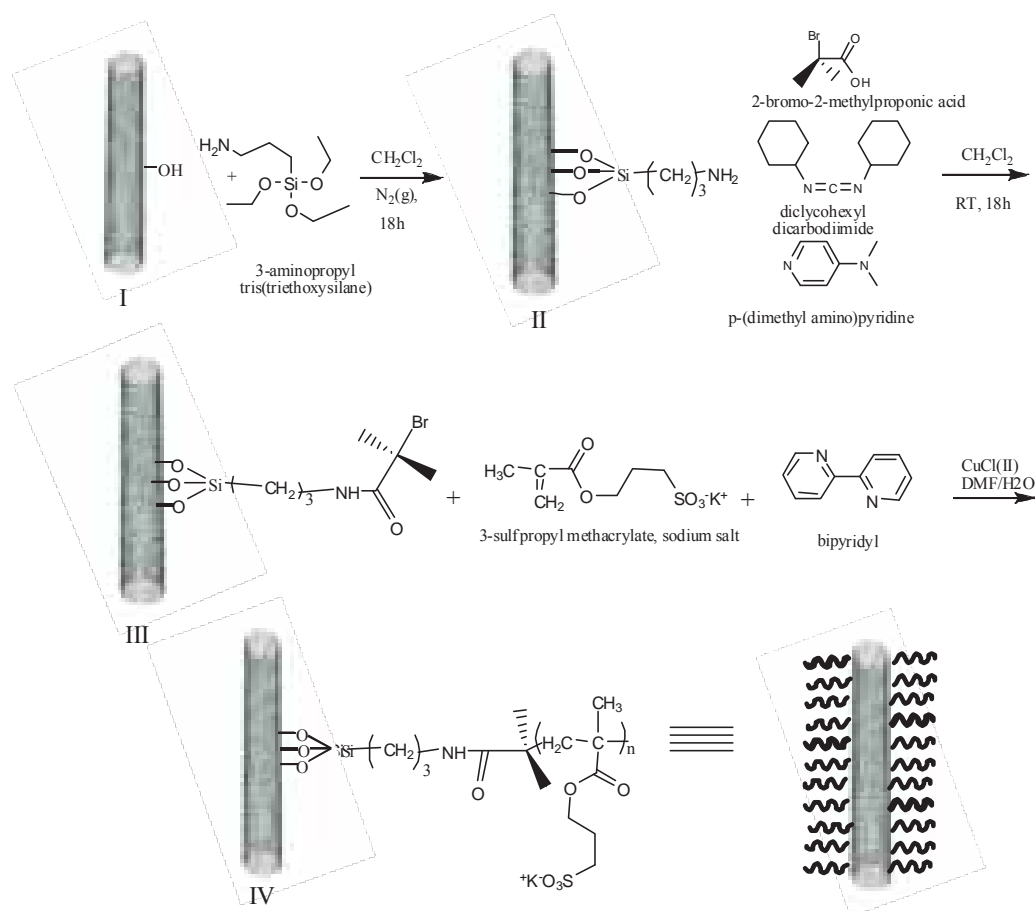 OH
I
H2N
+
O
Si
O
O
3-aminopropyl
tris(triethoxysilane)
CH2Cl2
N2(g),
18h
O
O
O
Si
(CH2)3
NH2
II
Br
O
OH
2-bromo-2-methylproponic acid
N=C=N
diclycohexyl
dicarbodiimide
N
N
p-(dimethyl amino)pyridine
CH2Cl2
RT, 18h
O
O
O
Si
(CH2)3
NH
O
Br
III
+
H3C
CH2
O
O
SO3-K+
3-sulfpropyl methacrylate, sodium salt
+
N
N
bipyridyl
CuCl(II)
DMF/H2O
O
O
O
Si
(CH2)3
NH
O
(H2C
CH3
)n
O
O
+K-O3S
IV